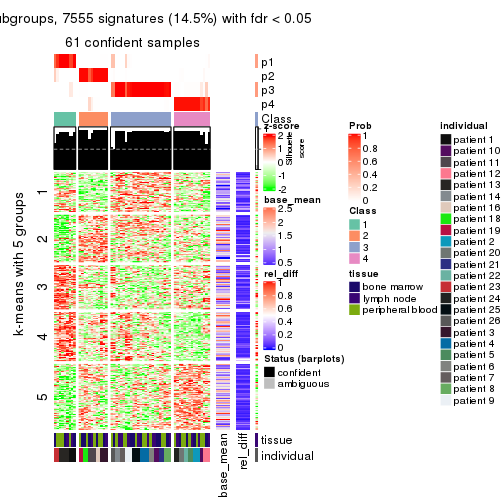 ubgroups, 7555 signatures (14.5%) with fdr < 0.05
61 confident samples
p1
p2
p3
p4
Class
Silhouette
score
k-means with 5 groups
1
2
3
4
5
base_mean
rel_diff
tissue
individual
z-score
2
1
0
-1
-2
base_mean
2.5
2
1.5
1
0.5
rel_diff
1
0.8
0.6
0.4
0.2
0
Status (barplots)
confident
ambiguous
Prob
1
0.8
0.6
0.4
0.2
0
Class
1
2
3
4
tissue
bone marrow
lymph node
peripheral blood
individual
patient 1
patient 10
patient 11
patient 12
patient 13
patient 14
patient 16
patient 18
patient 19
patient 2
patient 20
patient 21
patient 22
patient 23
patient 24
patient 25
patient 26
patient 3
patient 4
patient 5
patient 6
patient 7
patient 8
patient 9